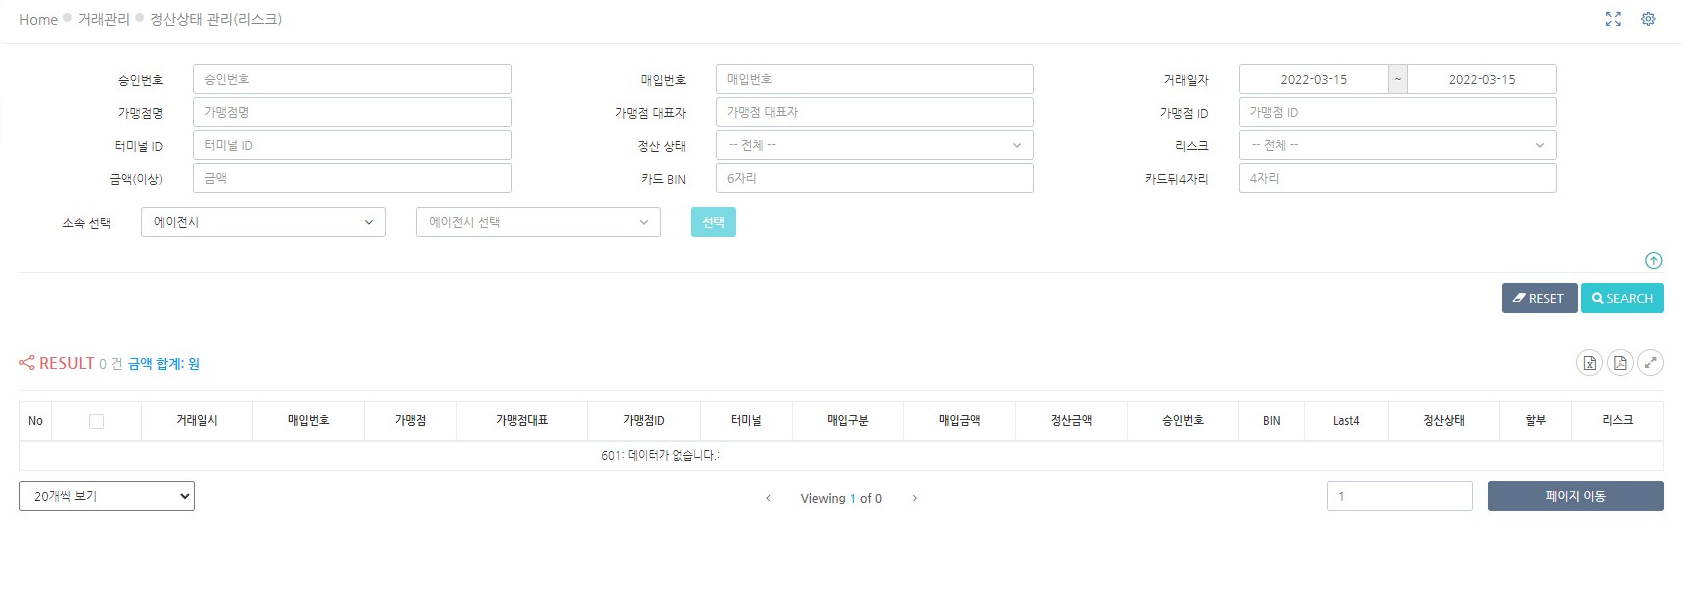 Home 거래관리 정산상태 관리(리스크)
승인번호 승인번호 매입번호 매입번호 거래일자 2022-03-15 ~ 2022-03-15
가맹점명 가맹점명 가맹점 대표자 가맹점 대표자 가맹점 ID 가맹점 ID
터미널 ID 터미널 ID 정산 상태 -- 전체 -- 리스크 -- 전체 --
금액(이상) 금액 카드 BIN 6자리 카드뒤4자리 4자리
소속 선택 에이전시 에이전시 선택 선택
RESET SEARCH
RESULT 0 건 금액 합계: 원
No 거래일시 매입번호 가맹점 가맹점대표 가맹점ID 터미널 매입구분 매입금액 정산금액 승인번호 BIN Last4 정산상태 할부 리스크
601: 데이터가 없습니다.:
20개씩 보기 ‹ Viewing 1 of 0 › 1 페이지 이동